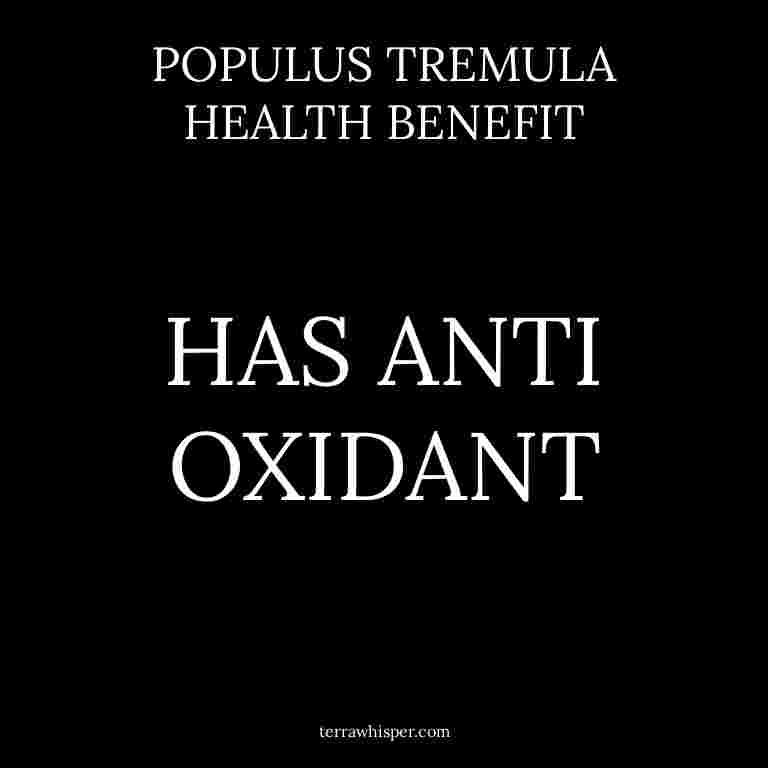 POPULUS TREMULA
HEALTH BENEFIT
HAS ANTI
OXIDANT
terrawhisper.com